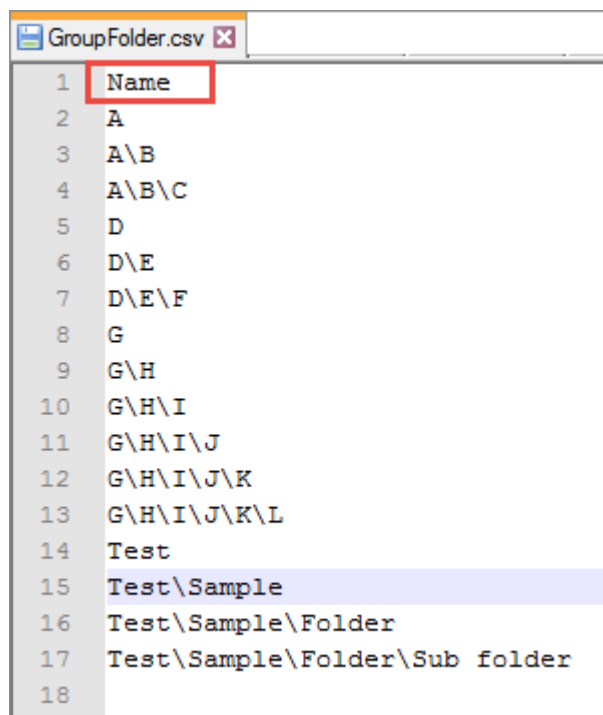 GroupFolder.csv
1 Name
2 A
3 A\B
4 A\B\C
5 D
6 D\E
7 D\E\F
8 G
9 G\H
10 G\H\I
11 G\H\I\J
12 G\H\I\J\K
13 G\H\I\J\K\L
14 Test
15 Test\Sample
16 Test\Sample\Folder
17 Test\Sample\Folder\Sub folder
18